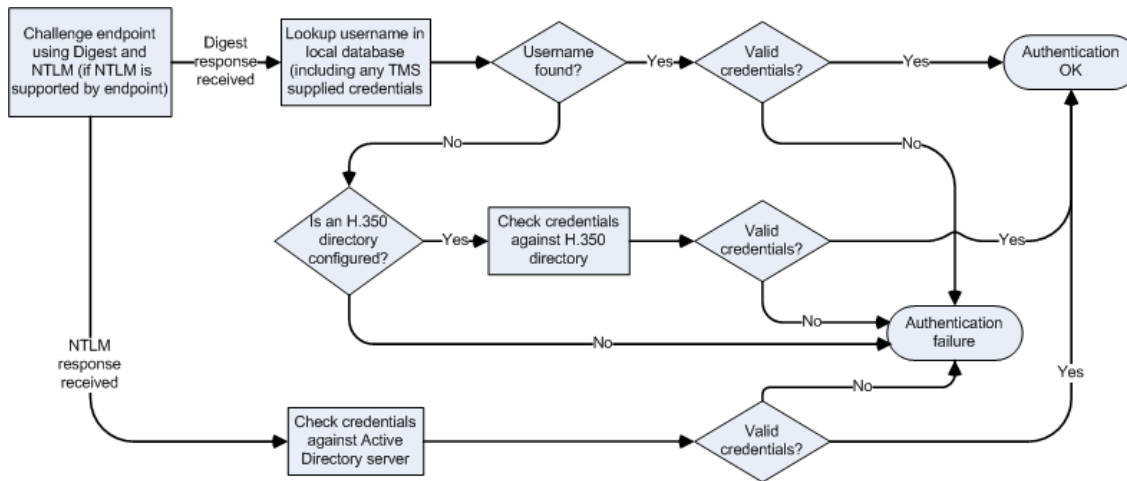 Challenge endpoint
using Digest and
NTLM (if NTLM is
supported by endpoint)
Digest
response
received
Lookup username in
local database
(including any TMS
supplied credentials
Username
found?
Yes
Valid
credentials?
Yes
Authentication
OK
No
No
Is an H.350
directory
configured?
Yes
Check credentials
against H.350
directory
Valid
credentials?
Yes
No
No
Authentication
failure
NTLM
response
received
Check credentials
against Active
Directory server
Valid
credentials?
No
Yes